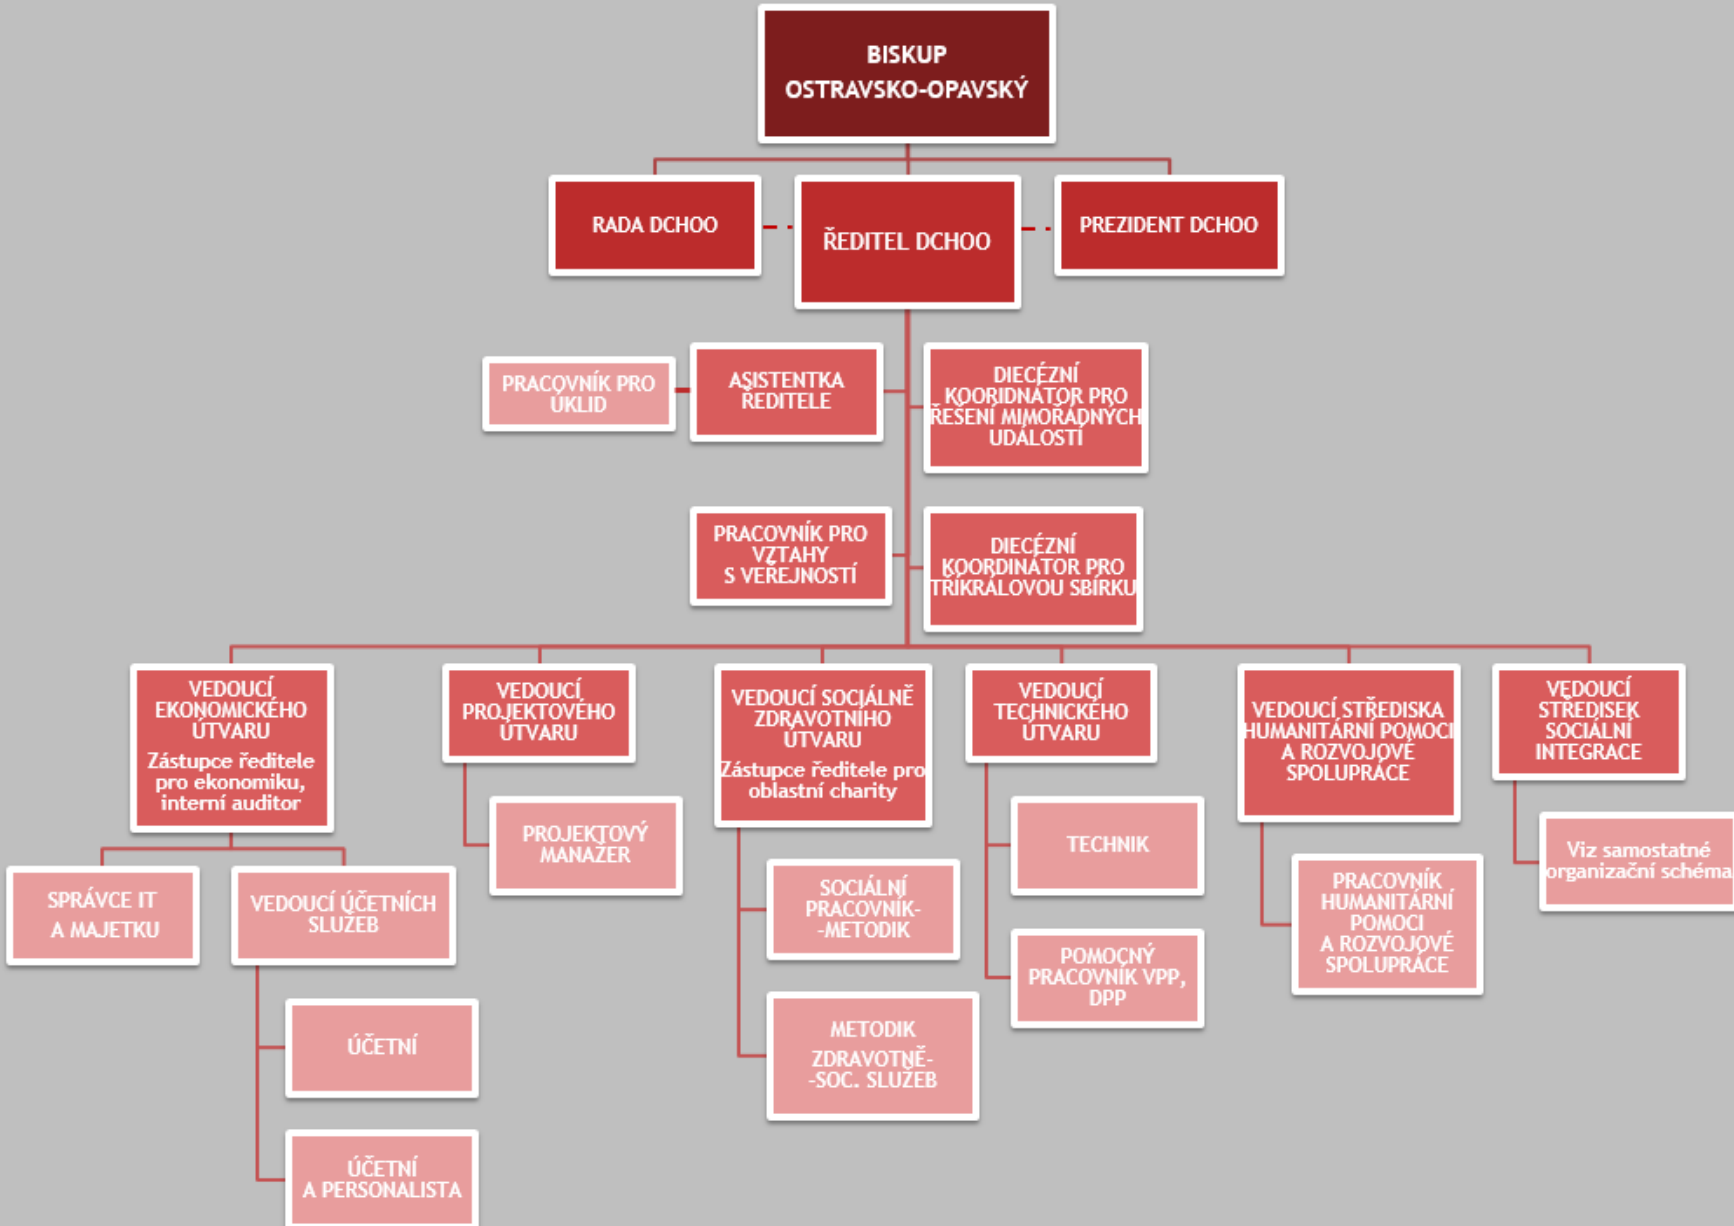 BISKUP
OSTRAVSKO-OPAVSKÝ
RADA DCHOO
ŘEDITEL DCHOO
PREZIDENT DCHOO
PRACOVNÍK PRO
ÚKLID
ASISTENTKA
ŘEDITELE
DIECÉZNÍ
KOORIDNÁTOR PRO
ŘEŠENÍ MIMOŘÁDNÝCH
UDÁLOSTÍ
PRACOVNÍK PRO
VZTAHY
S VEŘEJNOSTÍ
DIECÉZNÍ
KOORDINÁTOR PRO
TŘÍKRÁLOVOU SBÍRKU
VEDOUCÍ
EKONOMICKÉHO
ÚTVARU
Zástupce ředitele
pro ekonomiku,
interní auditor
VEDOUCÍ
PROJEKTOVÉHO
ÚTVARU
VEDOUCÍ SOCIÁLNĚ
ZDRAVOTNÍHO
ÚTVARU
Zástupce ředitele pro
oblastní charity
VEDOUCÍ
TECHNICKÉHO
ÚTVARU
VEDOUCÍ STŘEDISKA
HUMANITÁRNÍ POMOCI
A ROZVOJOVÉ
SPOLUPRÁCE
VEDOUCÍ
STŘEDISEK
SOCIÁLNÍ
INTEGRACE
SPRÁVCE IT
A MAJETKU
VEDOUCÍ ÚČETNÍCH
SLUŽEB
ÚČETNÍ
ÚČETNÍ
A PERSONALISTA
PROJEKTOVÝ
MANAŽER
SOCIÁLNÍ
PRACOVNÍK-
-METODIK
METODIK
ZDRAVOTNĚ-
-SOC. SLUŽEB
TECHNIK
POMOCNÝ
PRACOVNÍK VPP,
DPP
PRACOVNÍK
HUMANITÁRNÍ
POMOCI
A ROZVOJOVÉ
SPOLUPRÁCE
Viz samostatné
organizační schéma